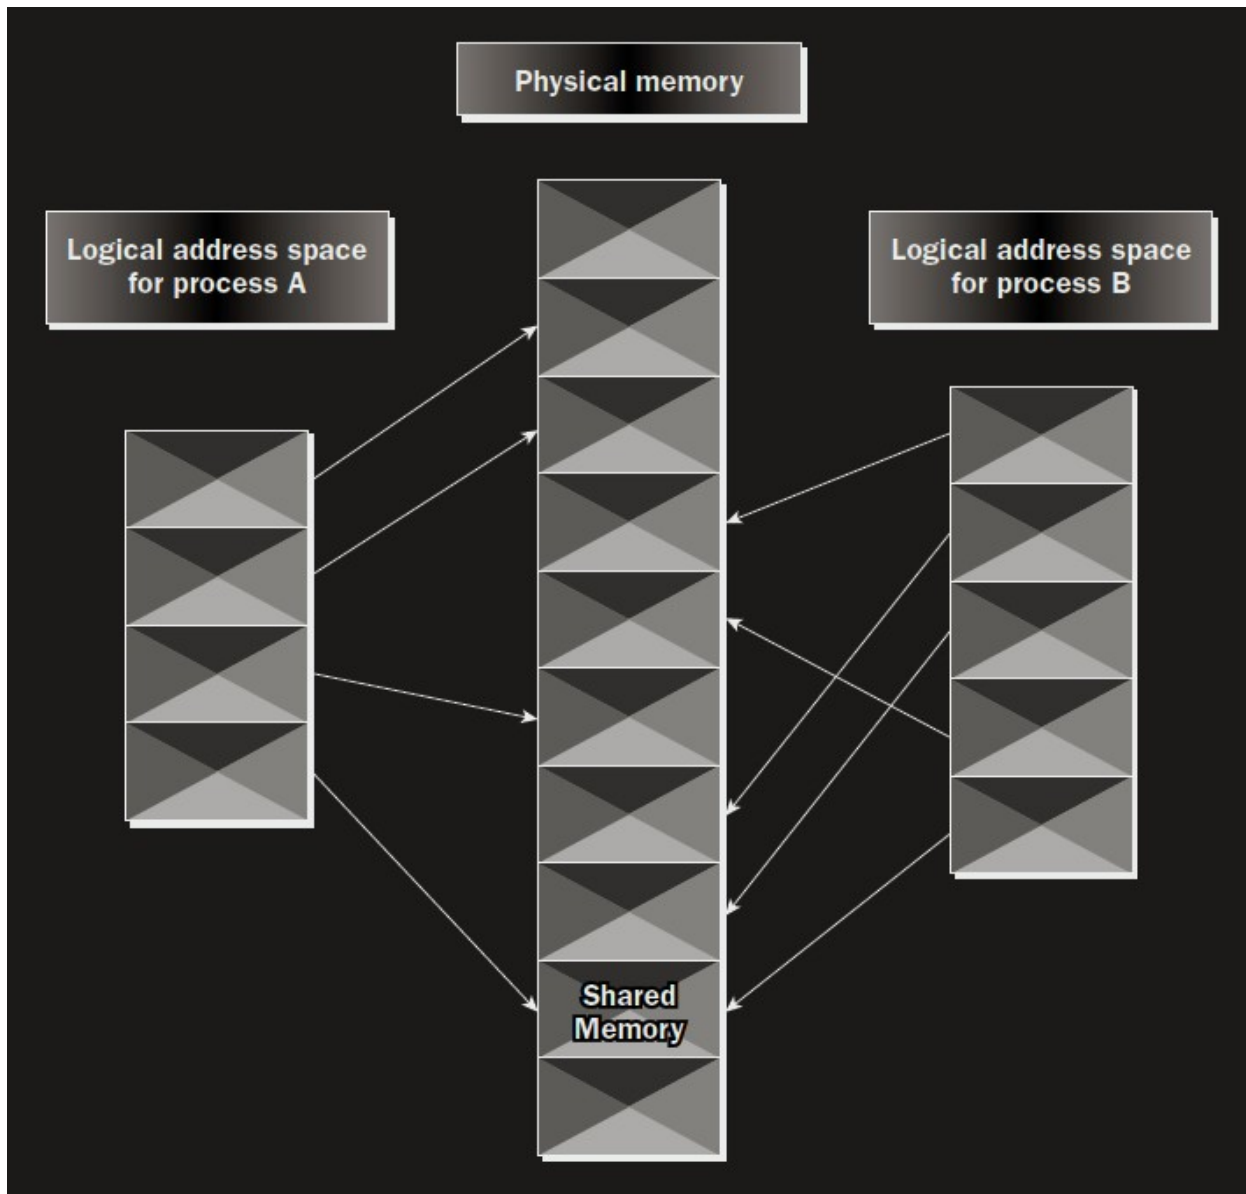 Physical memory
Logical address space
for process A
Logical address space
for process B
Shared
Memory